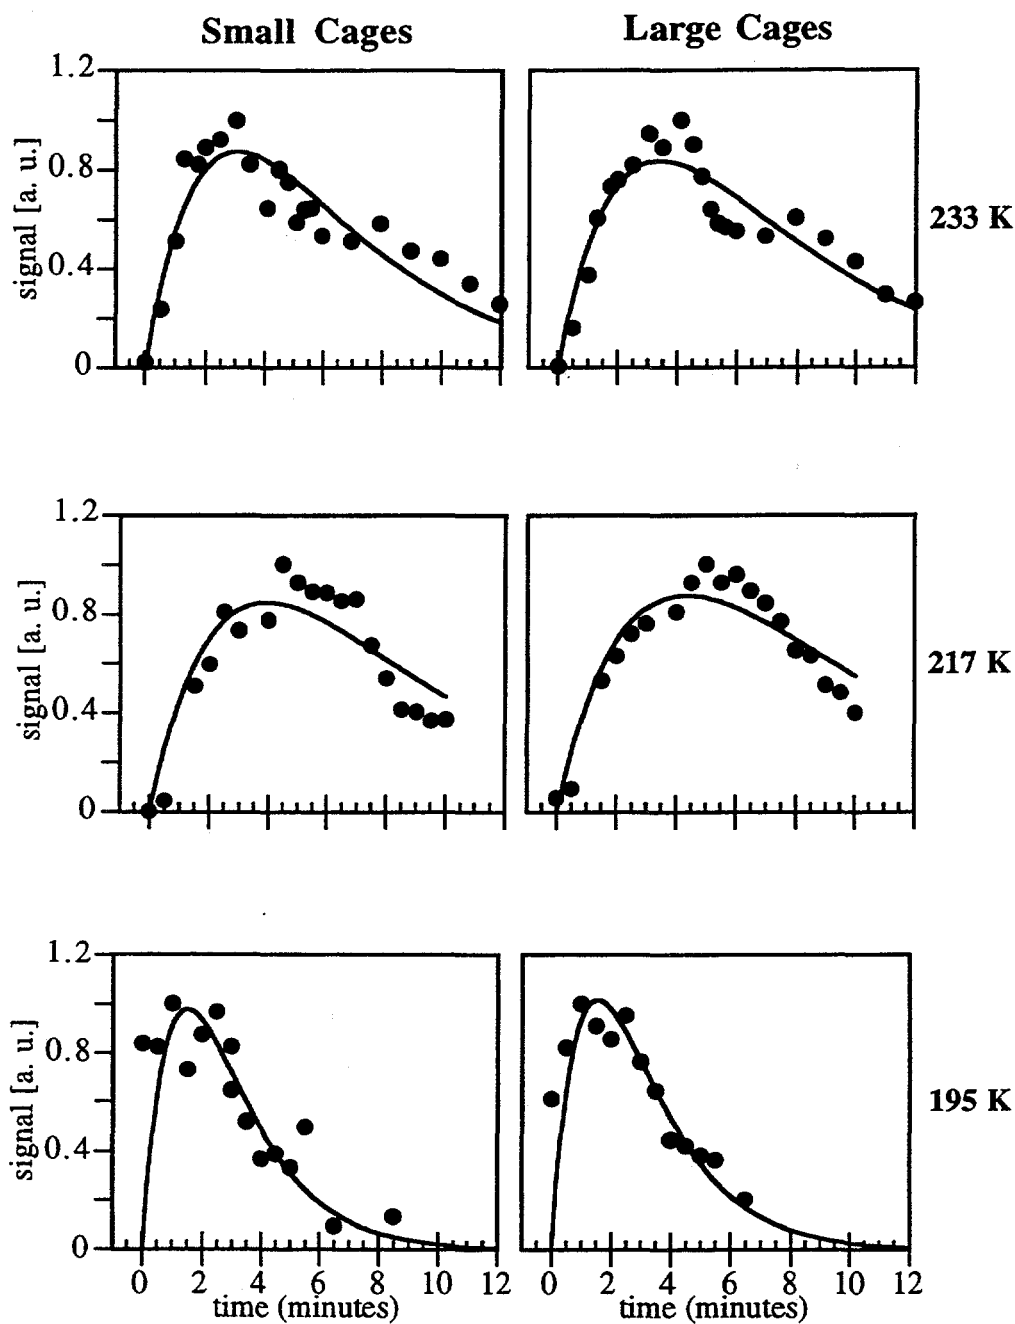 Small Cages
Large Cages
1.2
0.8
0.4
0
signal [a. u.]
233 K
1.2
0.8
0.4
0
signal [a. u.]
217 K
1.2
0.8
0.4
0
signal [a. u.]
195 K
0 2 4 6 8 10 12
0 2 4 6 8 10 12
time (minutes)
time (minutes)